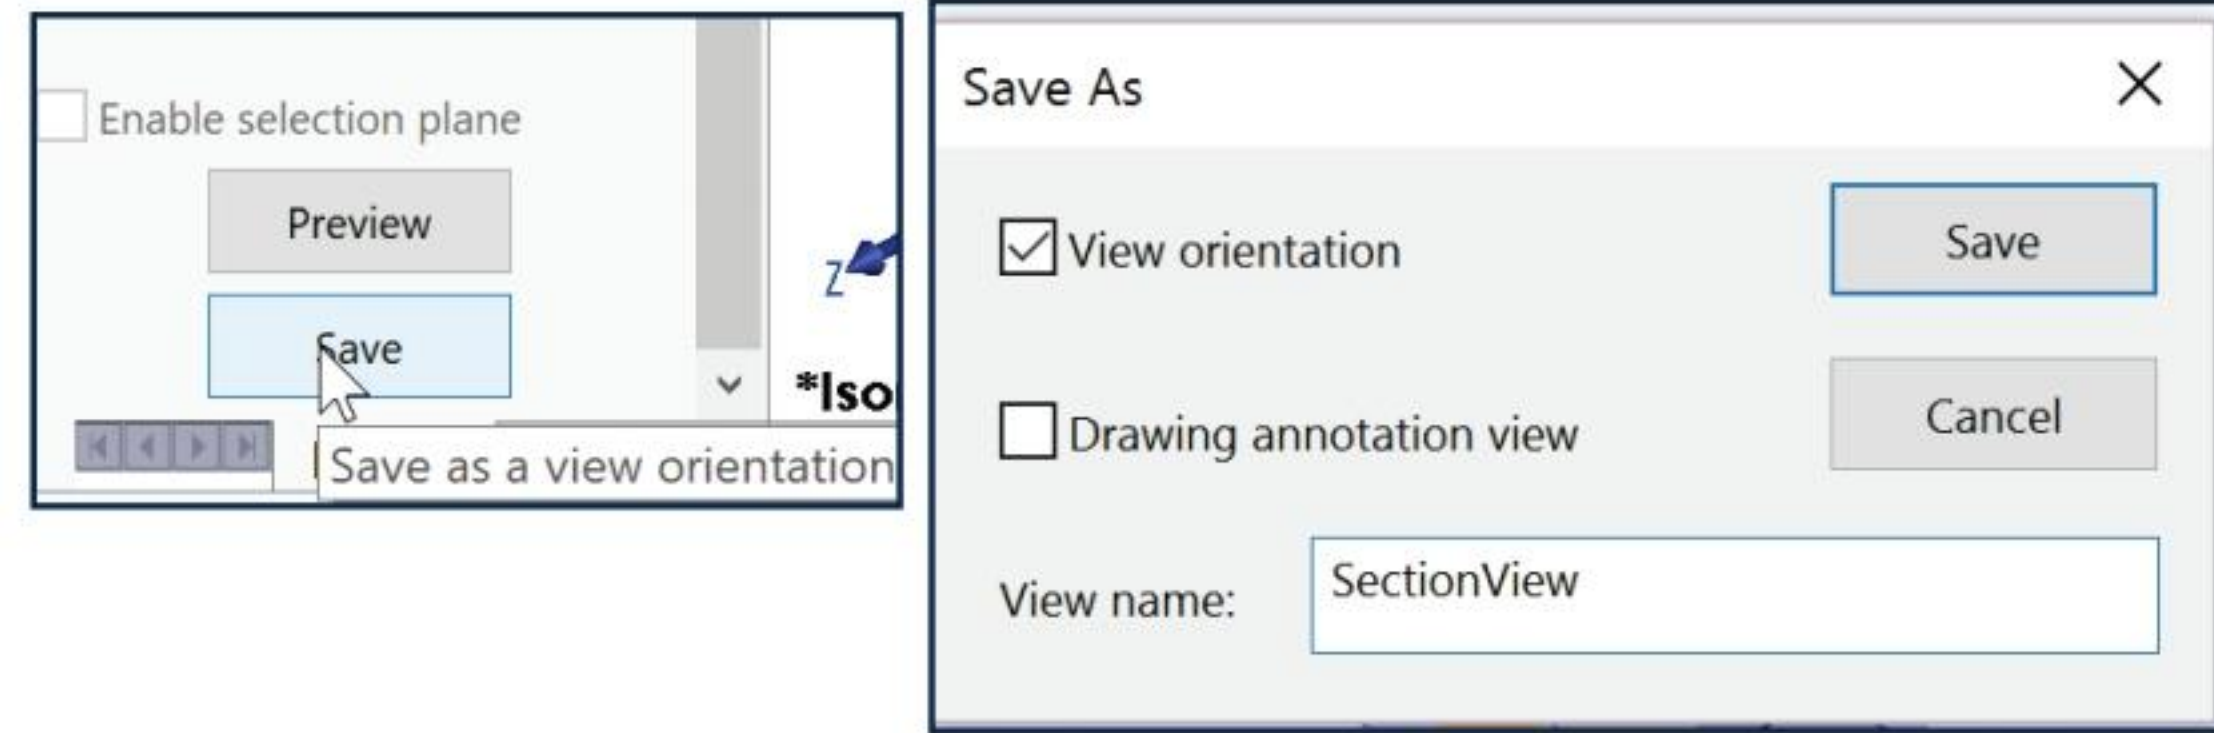 Enable selection plane
Preview
Save
Z
*Iso
Save as a view orientation
Save As
View orientation
Save
Drawing annotation view
Cancel
View name:
SectionView